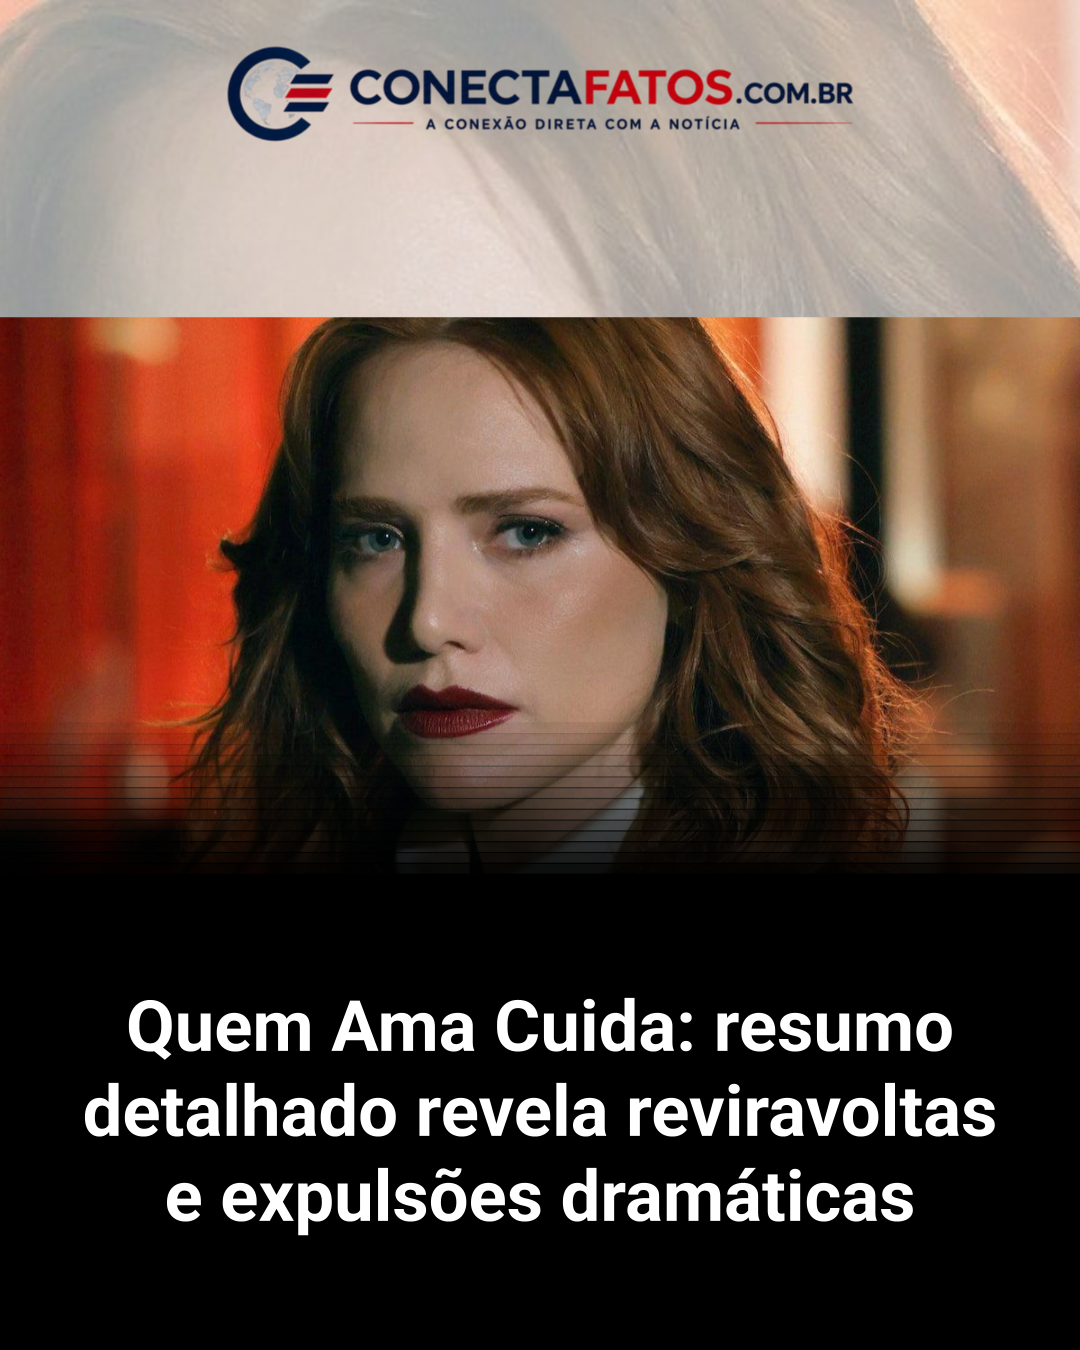 CONECTAFATOS.COM.BR
A CONEXÃO DIRETA COM A NOTÍCIA
Quem Ama Cuida: resumo
detalhado revela reviravoltas
e expulsões dramáticas